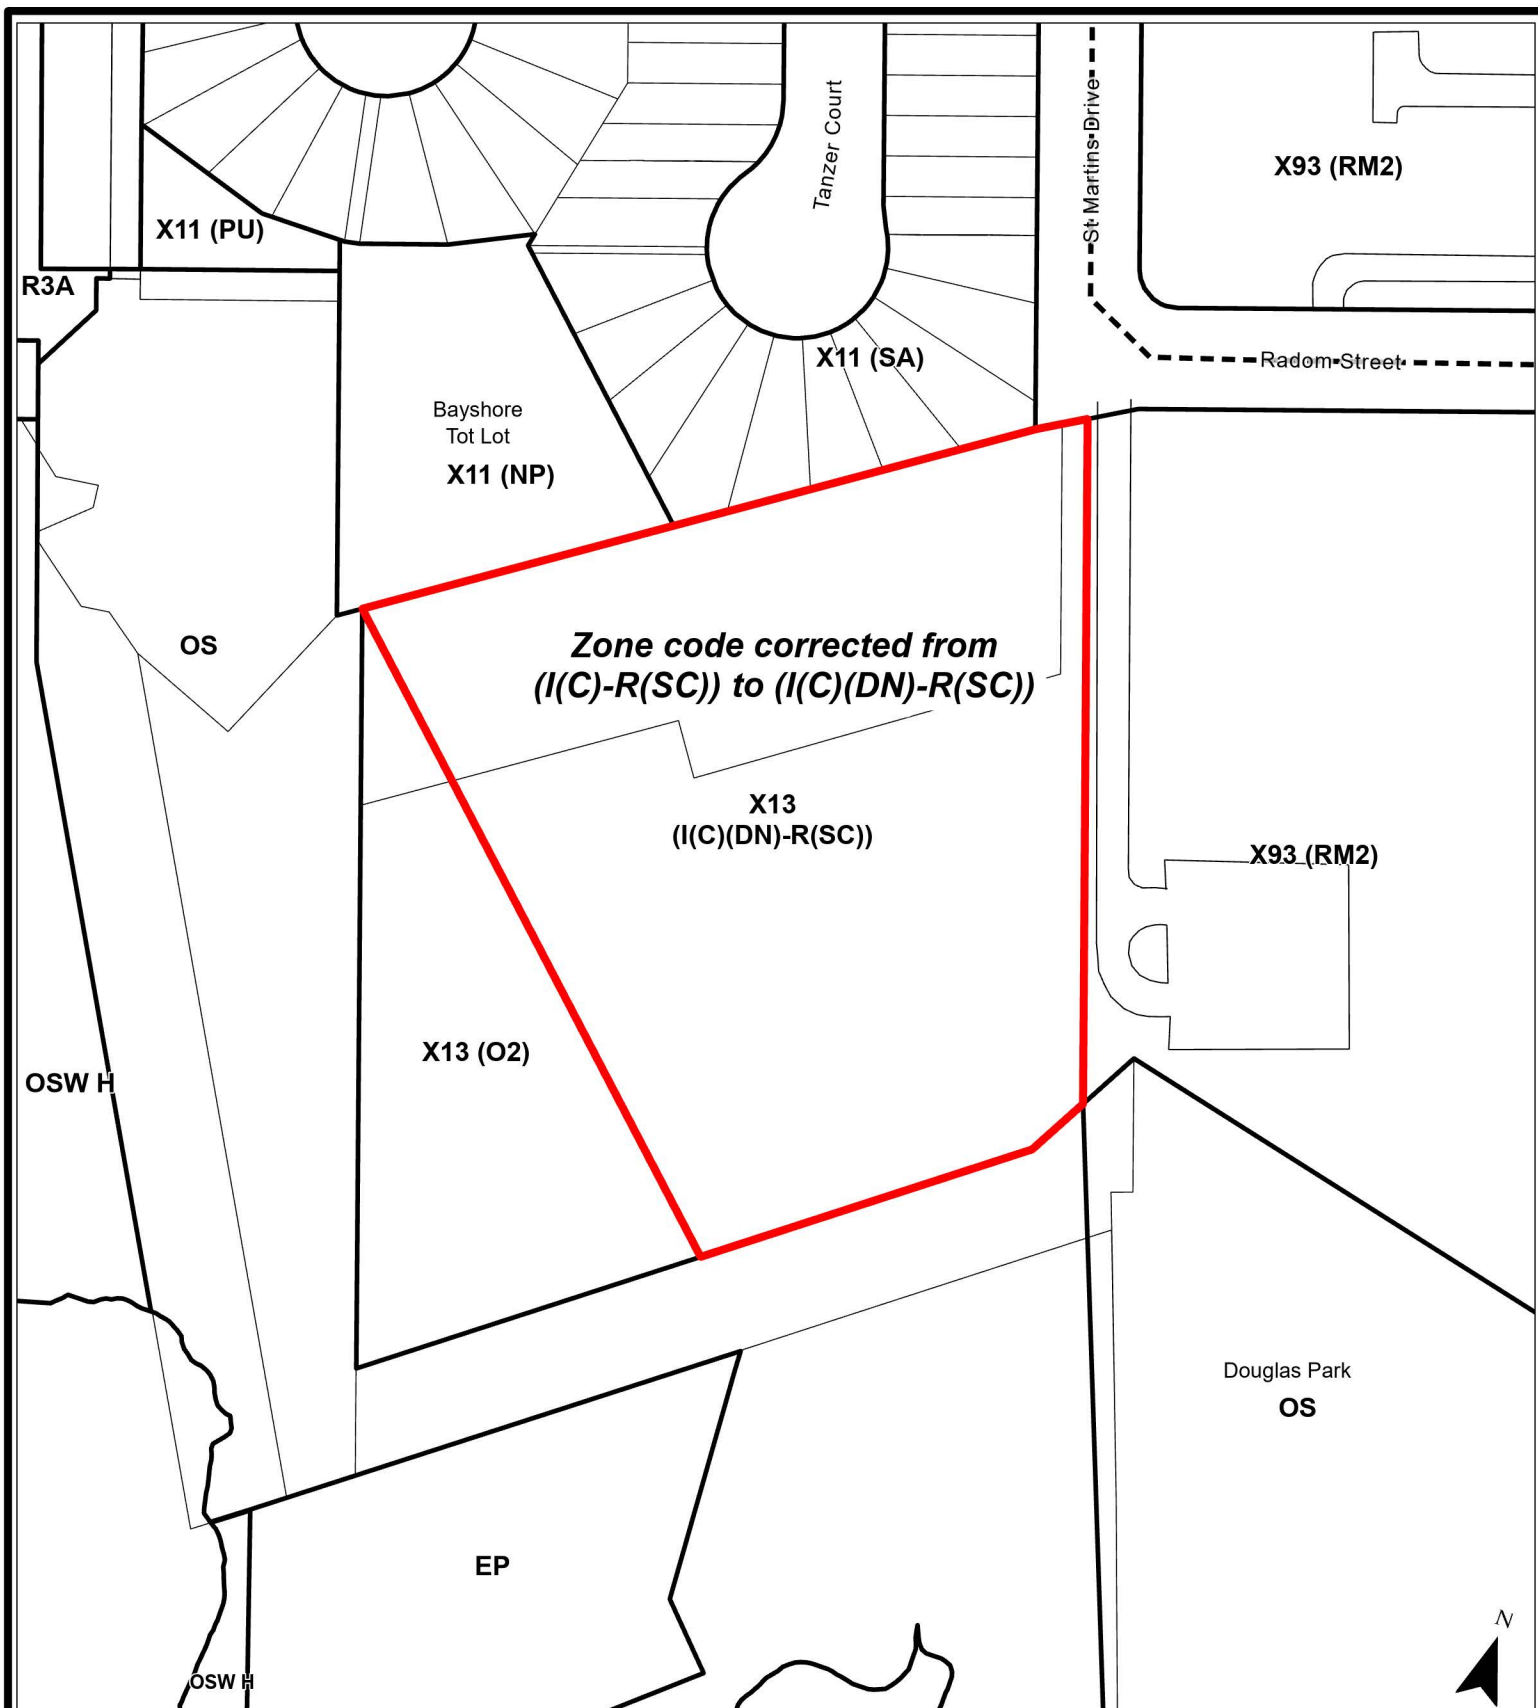 Tanzer Court
St Martins Drive
X93 (RM2)
X11 (PU)
R3A
X11 (SA)
Radom Street
Bayshore
Tot Lot
X11 (NP)
OS
Zone code corrected from
(I(C)-R(SC)) to (I(C)(DN)-R(SC))
X13
(I(C)(DN)-R(SC))
X93 (RM2)
X13 (O2)
OSW H
Douglas Park
OS
EP
N
OSW H